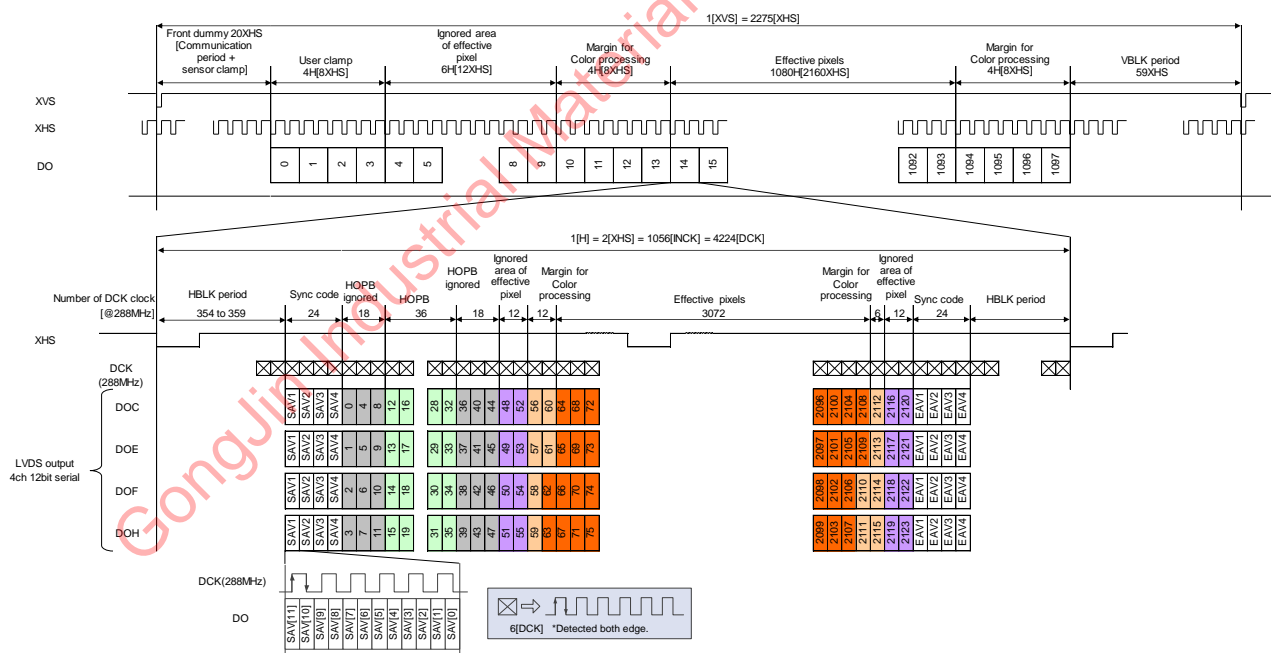 1[XVS] = 2275[XHS]
Front dummy 20XHS
[Communication
period +
sensor clamp]
User clamp
4H[8XHS]
Ignored area
of effective
pixel
6H[12XHS]
Margin for
Color processing
4H[8XHS]
Effective pixels
1080H[2160XHS]
Margin for
Color processing
4H[8XHS]
VBLK period
59XHS
XVS
XHS
DO
0 1 2 3 4 5 8 9 10 11 12 13 14 15 1092 1093 1094 1095 1096 1097
1[H] = 2[XHS] = 1056[INCK] = 4224[DCK]
Number of DCK clock
[@288MHz]
HBLK period
354 to 359
Sync code
24
HOPB
ignored
18
HOPB
36
HOPB
ignored
18
Ignored
area of
effective
pixel
12
Margin for
Color
processing
12
Effective pixels
3072
Margin for
Color
processing
6
Ignored
area of
effective
pixel
12
Sync code
24
HBLK period
XHS
DCK
(288MHz)
LVDS output
4ch 12bit serial
DOC
SAV1 SAV2 SAV3 SAV4 0 4 8 12 16 28 32 36 40 44 48 52 56 60 64 68 72 2096 2100 2104 2108 2112 2116 2120 EAV1 EAV2 EAV3 EAV4
DOE
SAV1 SAV2 SAV3 SAV4 1 5 9 13 17 29 33 37 41 45 49 53 57 61 65 69 73 2097 2101 2105 2109 2113 2117 2121 EAV1 EAV2 EAV3 EAV4
DOF
SAV1 SAV2 SAV3 SAV4 2 6 10 14 18 30 34 38 42 46 50 54 58 62 66 70 74 2098 2102 2106 2110 2114 2118 2122 EAV1 EAV2 EAV3 EAV4
DOH
SAV1 SAV2 SAV3 SAV4 3 7 11 15 19 31 35 39 43 47 51 55 59 63 67 71 75 2099 2103 2107 2111 2115 2119 2123 EAV1 EAV2 EAV3 EAV4
DCK(288MHz)
DO
SAV[11] SAV[10] SAV[9] SAV[8] SAV[7] SAV[6] SAV[5] SAV[4] SAV[3] SAV[2] SAV[1] SAV[0]
6[DCK] *Detected both edge.
GongJin Industrial Material